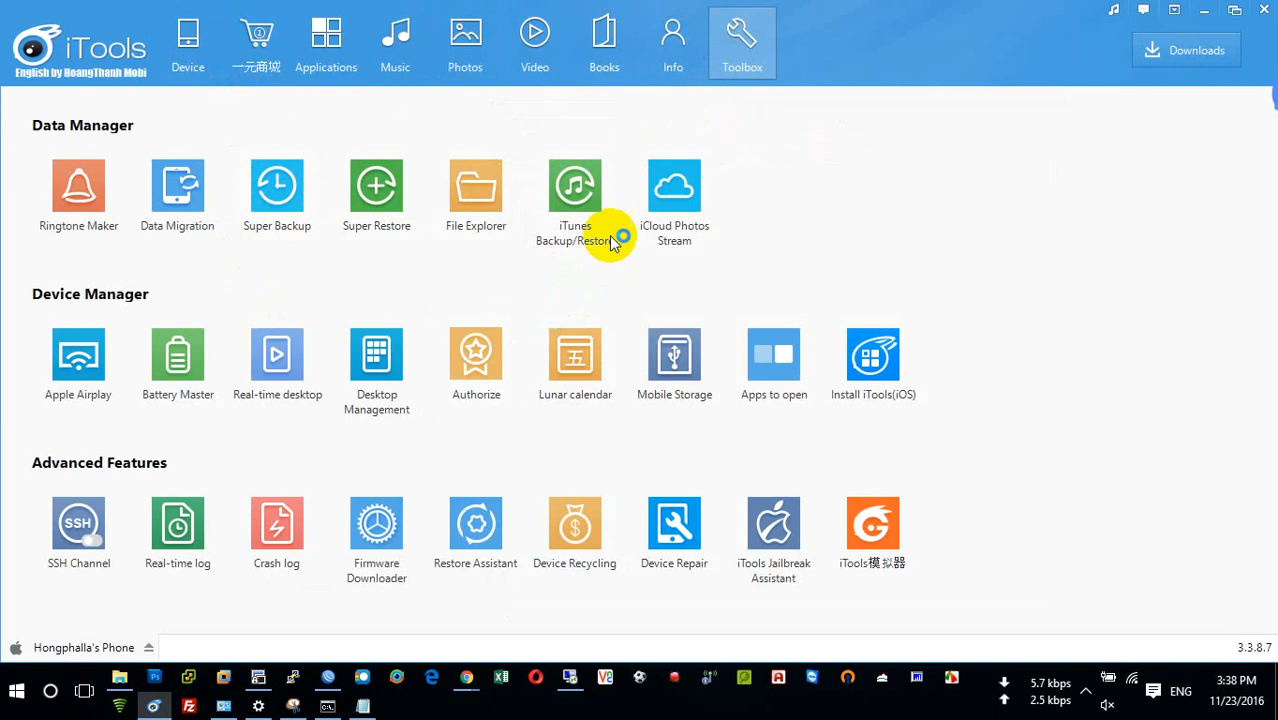 iTools
English by HoangThanh Mobi
Device
一元商城
Applications
Music
Photos
Video
Books
Info
Toolbox
Downloads
Data Manager
Ringtone Maker
Data Migration
Super Backup
Super Restore
File Explorer
iTunes
Backup/Restore
iCloud Photos
Stream
Device Manager
五
Apple Airplay
Battery Master
Real-time desktop
Desktop
Management
Authorize
Lunar calendar
Mobile Storage
Apps to open
Install iTools(iOS)
Advanced Features
SSH
SSH Channel
Real-time log
Crash log
Firmware
Downloader
Restore Assistant
Device Recycling
Device Repair
iTools Jailbreak
Assistant
iTools模拟器
Hongphalla's Phone
3.3.8.7
5.7 kbps
2.5 kbps
ENG
3:38 PM
11/23/2016